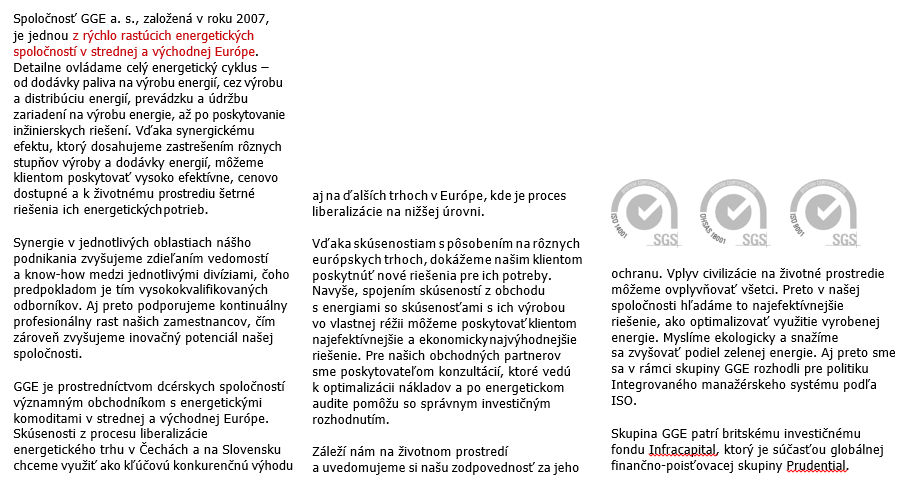 Spoločnosť GGE a. s., založená v roku 2007,
je jednou z rýchlo rastúcich energetických
spoločností v strednej a východnej Európe.
Detailne ovládame celý energetický cyklus –
od dodávky paliva na výrobu energií, cez výrobu
a distribúciu energií, prevádzku a údržbu
zariadení na výrobu energie, až po poskytovanie
inžinierskych riešení. Vďaka synergickému
efektu, ktorý dosahujeme zastrešením rôznych
stupňov výroby a dodávky energií, môžeme
klientom poskytovať vysoko efektívne, cenovo
dostupné a k životnému prostrediu šetrné
riešenia ich energetických potrieb.
Synergie v jednotlivých oblastiach nášho
podnikania zvyšujeme zdieľaním vedomostí
a know-how medzi jednotlivými divíziami, čoho
predpokladom je tím vysokokvalifikovaných
odborníkov. Aj preto podporujeme kontinuálny
profesionálny rast našich zamestnancov, čím
zároveň zvyšujeme inovačný potenciál našej
spoločnosti.
GGE je prostredníctvom dcérskych spoločností
významným obchodníkom s energetickými
komoditami v strednej a východnej Európe.
Skúsenosti z procesu liberalizácie
energetického trhu v Čechách a na Slovensku
chceme využiť ako kľúčovú konkurenčnú výhodu
aj na ďalších trhoch v Európe, kde je proces
liberalizácie na nižšej úrovni.
Vďaka skúsenostiam s pôsobením na rôznych
európskych trhoch, dokážeme našim klientom
poskytnúť nové riešenia pre ich potreby.
Navyše, spojením skúseností z obchodu
s energiami so skúsenosťami s ich výrobou
vo vlastnej réžii môžeme poskytovať klientom
najefektívnejšie a ekonomicky najvýhodnejšie
riešenie. Pre našich obchodných partnerov
sme poskytovateľom konzultácií, ktoré vedú
k optimalizácii nákladov a po energetickom
audite pomôžu so správnym investičným
rozhodnutím.
Záleží nám na životnom prostredí
a uvedomujeme si našu zodpovednosť za jeho
ISO 14001
SGS
OHSAS 18001
SGS
ISO 9001
SGS
ochranu. Vplyv civilizácie na životné prostredie
môžeme ovplyvňovať všetci. Preto v našej
spoločnosti hľadáme to najefektívnejšie
riešenie, ako optimalizovať využitie vyrobenej
energie. Myslíme ekologicky a snažíme
sa zvyšovať podiel zelenej energie. Aj preto sme
sa v rámci skupiny GGE rozhodli pre politiku
Integrovaného manažérskeho systému podľa
ISO.
Skupina GGE patrí britskému investičnému
fondu Infracapital, ktorý je súčasťou globálnej
finančno-poisťovacej skupiny Prudential.